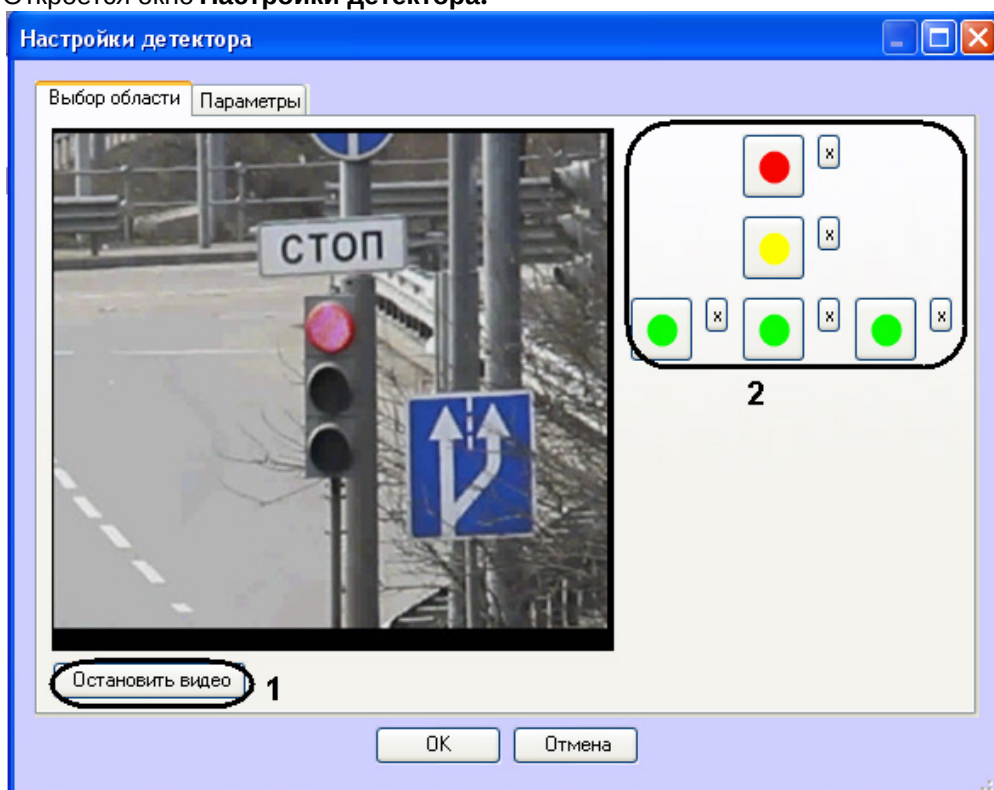 Откроется окно Настройки детектора.
Настройки детектора
Выбор области Параметры
СТОП
x
x
x x x
2
Остановить видео 1
OK Отмена